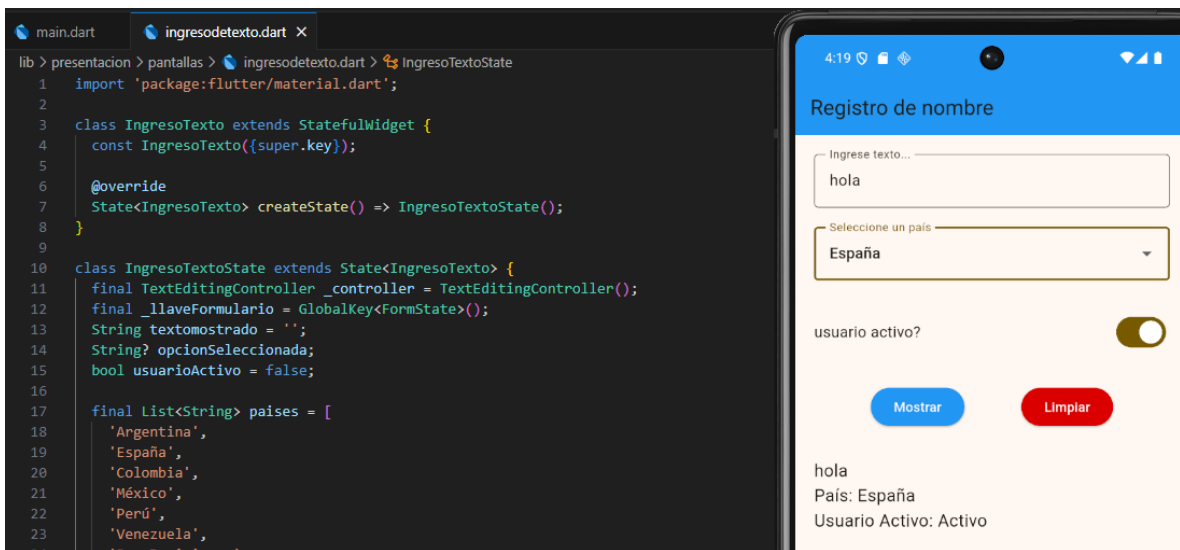 main.dart
ingresodetexto.dart
lib > presentacion > pantallas > ingresodetexto.dart > IngresoTextoState
1 import 'package:flutter/material.dart';
2
3 class IngresoTexto extends StatefulWidget {
4 const IngresoTexto({super.key});
5
6 @override
7 State<IngresoTexto> createState() => IngresoTextoState();
8 }
9
10 class IngresoTextoState extends State<IngresoTexto> {
11 final TextEditingController _controller = TextEditingController();
12 final _llaveFormulario = GlobalKey<FormState>();
13 String textomostrado = '';
14 String? opcionSeleccionada;
15 bool usuarioActivo = false;
16
17 final List<String> paises = [
18 'Argentina',
19 'España',
20 'Colombia',
21 'México',
22 'Perú',
23 'Venezuela',
4:19
Registro de nombre
Ingrese texto...
hola
Seleccione un país
España
usuario activo?
Mostrar
Limpiar
hola
País: España
Usuario Activo: Activo